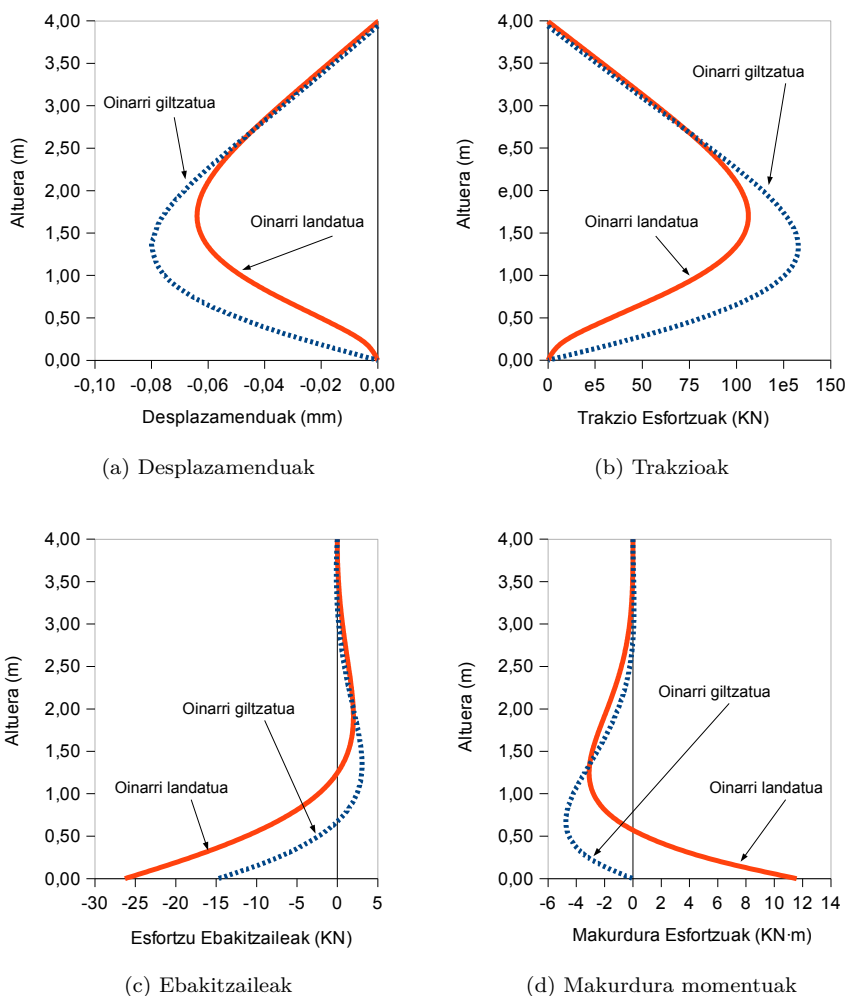 4,00
3,50
3,00
2,50
2,00
1,50
1,00
0,50
0,00
Altuera (m)
Oinarri giltzatua
Oinarri landatua
-0,10 -0,08 -0,06 -0,04 -0,02 0,00
Desplazamenduak (mm)
(a) Desplazamenduak
4,00
3,50
3,00
e,50
e,00
1,50
1,00
0,50
0,00
Altuera (m)
Oinarri giltzatua
Oinarri landatua
0 e5 50 75 100 1e5 150
Trakzio Esfortzuak (KN)
(b) Trakzioak
4,00
3,50
3,00
2,50
2,00
1,50
1,00
0,50
0,00
Altuera (m)
Oinarri giltzatua
Oinarri landatua
-30 -25 -20 -15 -10 -5 0 5
Esfortzu Ebakitzaileak (KN)
(c) Ebakitzaileak
4,00
3,50
3,00
2,50
2,00
1,50
1,00
0,50
0,00
Altuera (m)
Oinarri giltzatua
Oinarri landatua
-6 -4 -2 0 2 4 6 8 10 12 14
Makurdura Esfortzuak (KN·m)
(d) Makurdura momentuak